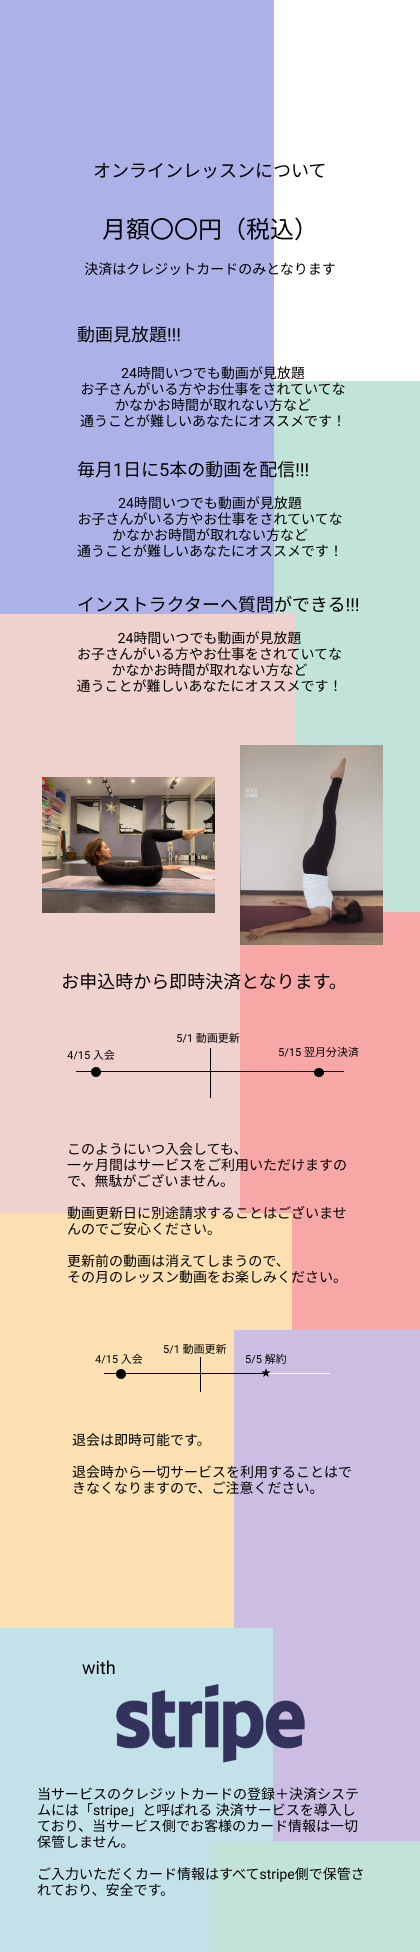 オンラインレッスンについて
月額〇〇円（税込）
決済はクレジットカードのみとなります
動画見放題!!!
24時間いつでも動画が見放題
お子さんがいる方やお仕事をされていてな
かなかお時間が取れない方など
通うことが難しいあなたにオススメです！
毎月1日に5本の動画を配信!!!
24時間いつでも動画が見放題
お子さんがいる方やお仕事をされていてな
かなかお時間が取れない方など
通うことが難しいあなたにオススメです！
インストラクターへ質問ができる!!!
24時間いつでも動画が見放題
お子さんがいる方やお仕事をされていてな
かなかお時間が取れない方など
通うことが難しいあなたにオススメです！
お申込時から即時決済となります。
4/15 入会
5/1 動画更新
5/15 翌月分決済
このようにいつ入会しても、
一ヶ月間はサービスをご利用いただけますの
で、無駄がございません。
動画更新日に別途請求することはございませ
んのでご安心ください。
更新前の動画は消えてしまうので、
その月のレッスン動画をお楽しみください。
4/15 入会
5/1 動画更新
5/5 解約
退会は即時可能です。
退会時から一切サービスを利用することはで
きなくなりますので、ご注意ください。
with
stripe
当サービスのクレジットカードの登録＋決済システ
ムには「stripe」と呼ばれる 決済サービスを導入し
ており、当サービス側でお客様のカード情報は一切
保管しません。
ご入力いただくカード情報はすべてstripe側で保管さ
れており、安全です。